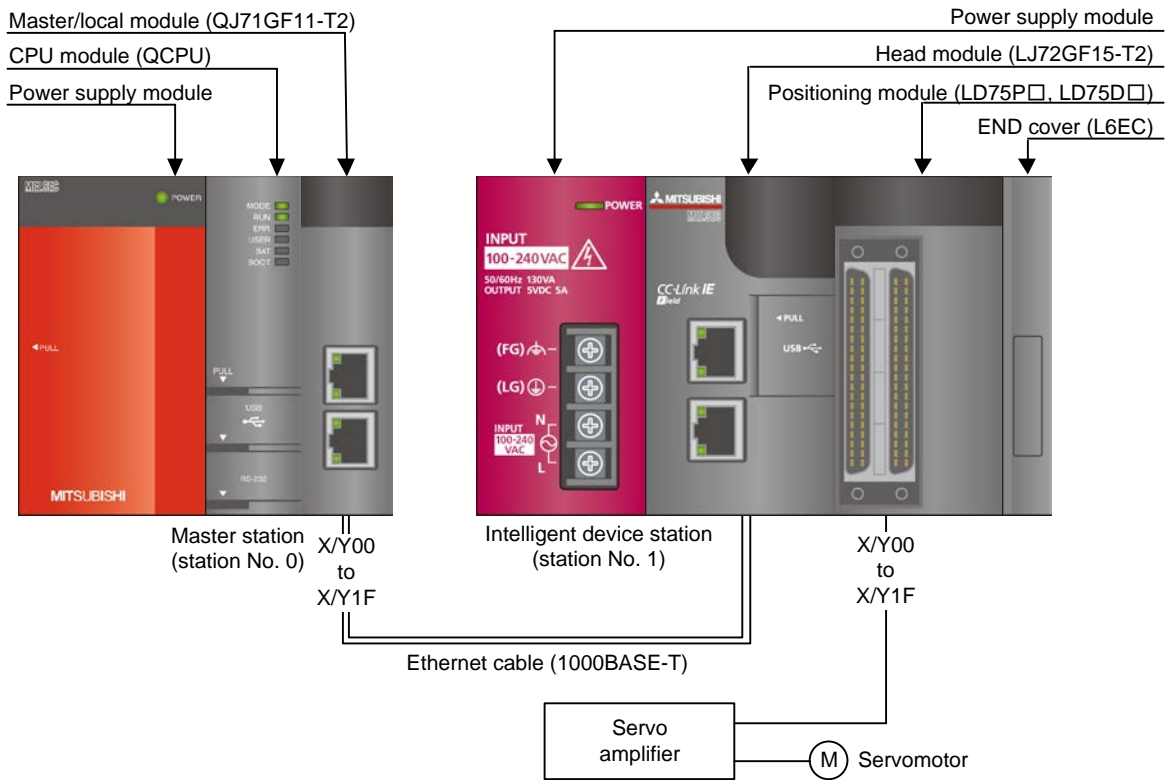 Master/local module (QJ71GF11-T2)
CPU module (QCPU)
Power supply module
Power supply module
Head module (LJ72GF15-T2)
Positioning module (LD75P□, LD75D□)
END cover (L6EC)
MELSEC
POWER
MODE
RUN
ERR.
USER
BAT
BOOT
◄PULL
PULL
USB
RS-232
MITSUBISHI
POWER
INPUT
100-240VAC
50/60Hz 130VA
OUTPUT 5VDC 5A
(FG)
(LG)
INPUT
100-240
VAC
N
L
MITSUBISHI
MELSEC
CC-Link IE
Field
◄PULL
USB
Master station
(station No. 0)
X/Y00
to
X/Y1F
Intelligent device station
(station No. 1)
X/Y00
to
X/Y1F
Ethernet cable (1000BASE-T)
Servo
amplifier
M
Servomotor